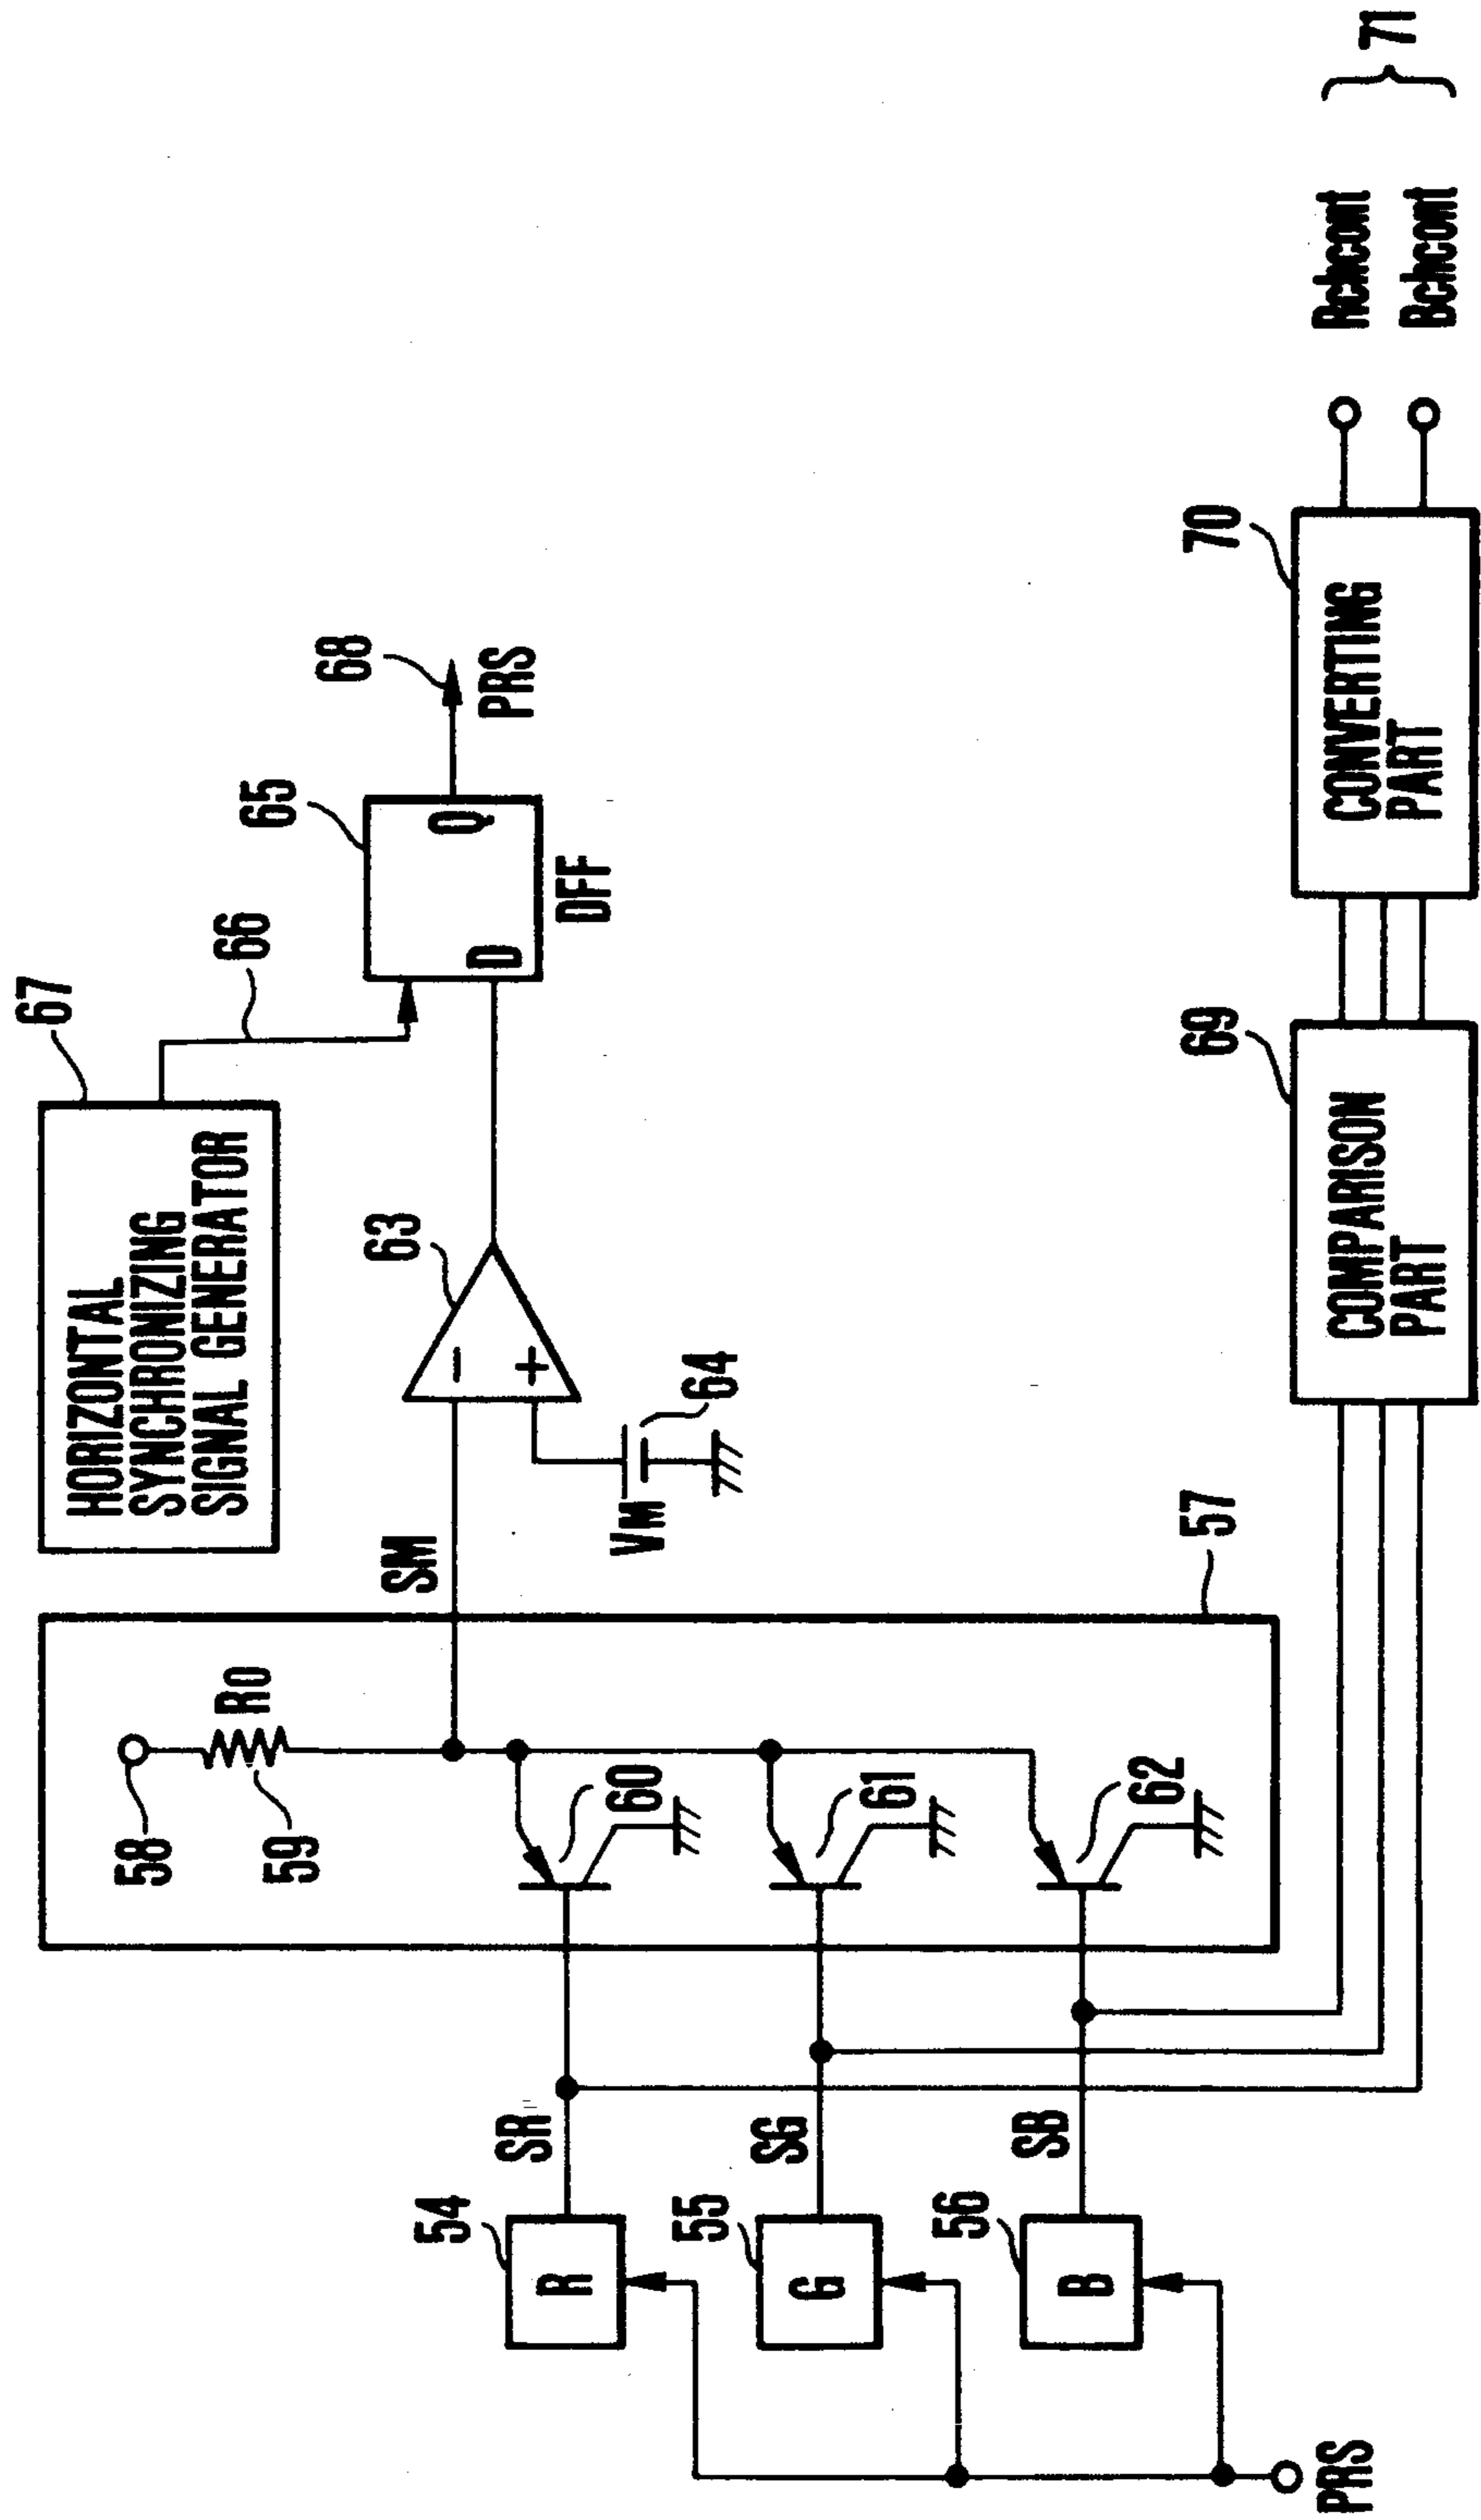 67
HORIZONTAL
SYNCHRONIZING
SIGNAL GENERATOR
66
65
68
D
Q
DFF
PRS
58
RO
59
SM
63
−
+
VM
64
54
R
SR
60
55
G
SG
61
56
B
SB
62
57
PRS
69
COMPARISON
PART
70
CONVERTING
PART
Rchcont
Bchcont
71